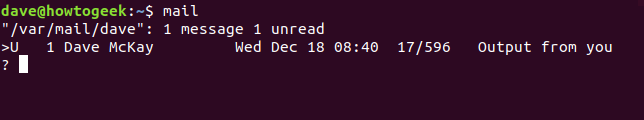 dave@howtogeek:~$ mail
"/var/mail/dave": 1 message 1 unread
>U   1 Dave McKay         Wed Dec 18 08:40  17/596   Output from you
?